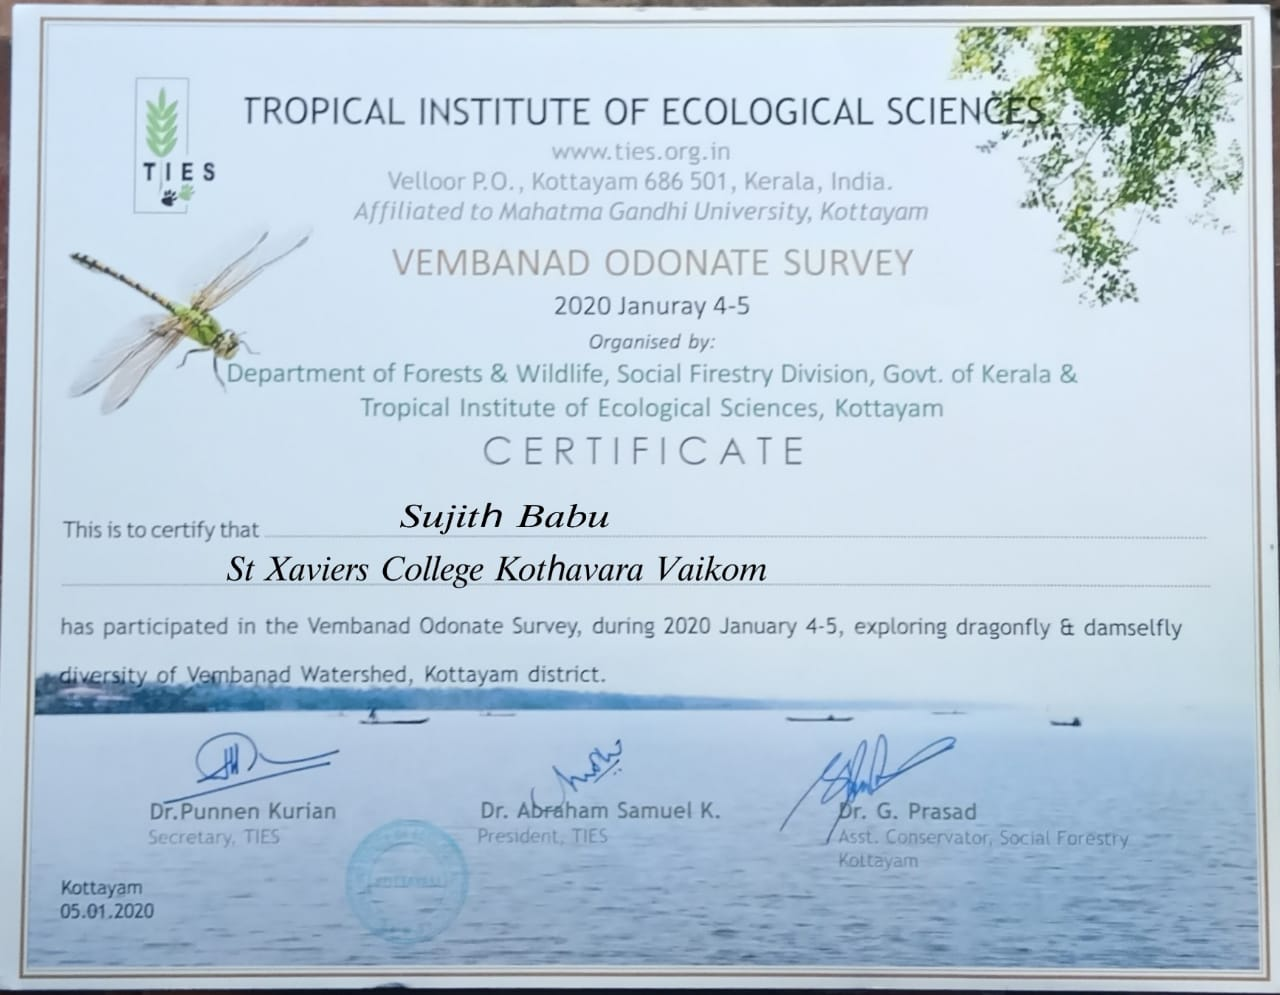 TIES
TROPICAL INSTITUTE OF ECOLOGICAL SCIENCES
www.ties.org.in
Velloor P.O., Kottayam 686 501, Kerala, India.
Affiliated to Mahatma Gandhi University, Kottayam
VEMBANAD ODONATE SURVEY
2020 Januray 4-5
Organised by:
Department of Forests & Wildlife, Social Firestry Division, Govt. of Kerala &
Tropical Institute of Ecological Sciences, Kottayam
CERTIFICATE
This is to certify that Sujith Babu
St Xaviers College Kothavara Vaikom
has participated in the Vembanad Odonate Survey, during 2020 January 4-5, exploring dragonfly & damselfly
diversity of Vembanad Watershed, Kottayam district.
Dr.Punnen Kurian
Secretary, TIES
Dr. Abraham Samuel K.
President, TIES
Dr. G. Prasad
Asst. Conservator, Social Forestry
Kottayam
KOTTAYAM
Kottayam
05.01.2020